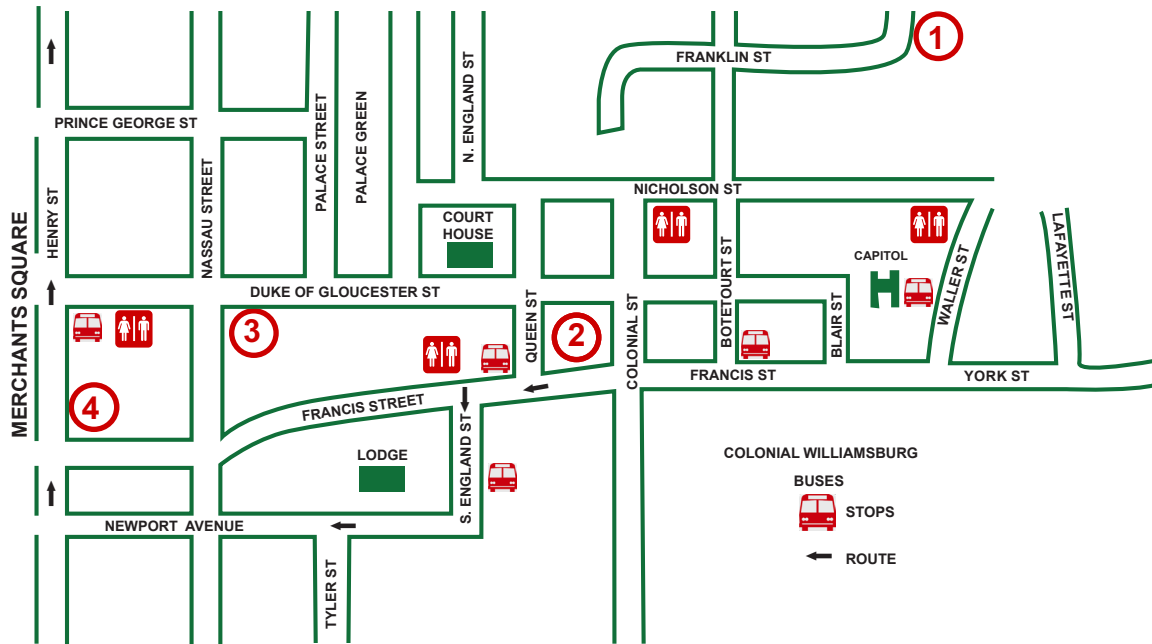 1
FRANKLIN ST
PRINCE GEORGE ST
N. ENGLAND ST
PALACE STREET
PALACE GREEN
NICHOLSON ST
HENRY ST
NASSAU STREET
COURT
HOUSE
CAPITOL
MERCHANTS SQUARE
LAFAYETTE ST
WALLER ST
DUKE OF GLOUCESTER ST
QUEEN ST
COLONIAL ST
BOTETOURT ST
BLAIR ST
3
2
FRANCIS ST
YORK ST
4
FRANCIS STREET
S. ENGLAND ST
LODGE
COLONIAL WILLIAMSBURG
BUSES
STOPS
ROUTE
NEWPORT AVENUE
TYLER ST